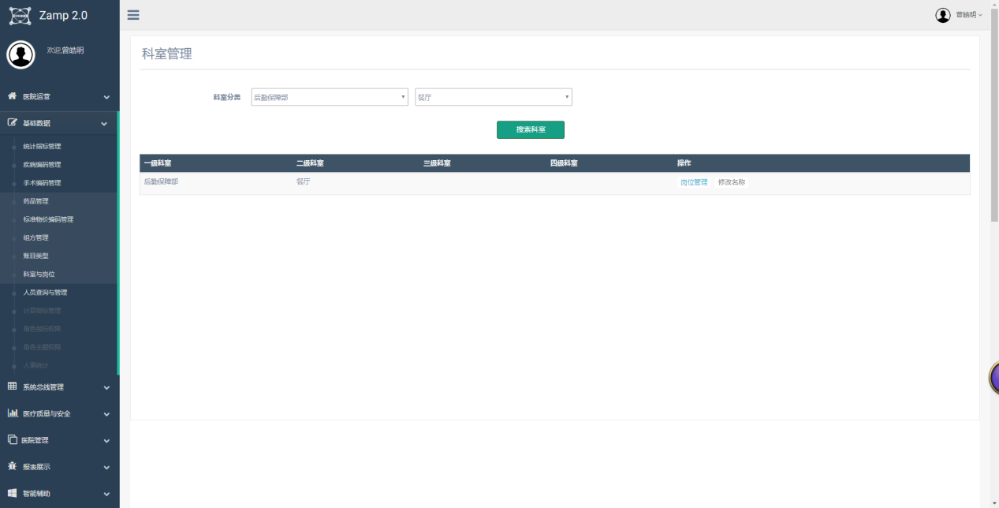 Zamp 2.0
曾皓明
欢迎,曾皓明
科室管理
医院运营
科室分类 后勤保障部 餐厅
基础数据
搜索科室
统计指标管理
疾病编码管理
一级科室 二级科室 三级科室 四级科室 操作
手术编码管理
后勤保障部 餐厅 岗位管理 修改名称
药品管理
标准物价编码管理
组方管理
账目类型
科室与岗位
人员查询与管理
计算指标管理
角色指标权限
角色主题权限
人事统计
系统总线管理
医疗质量与安全
医院管理
报表展示
智能辅助